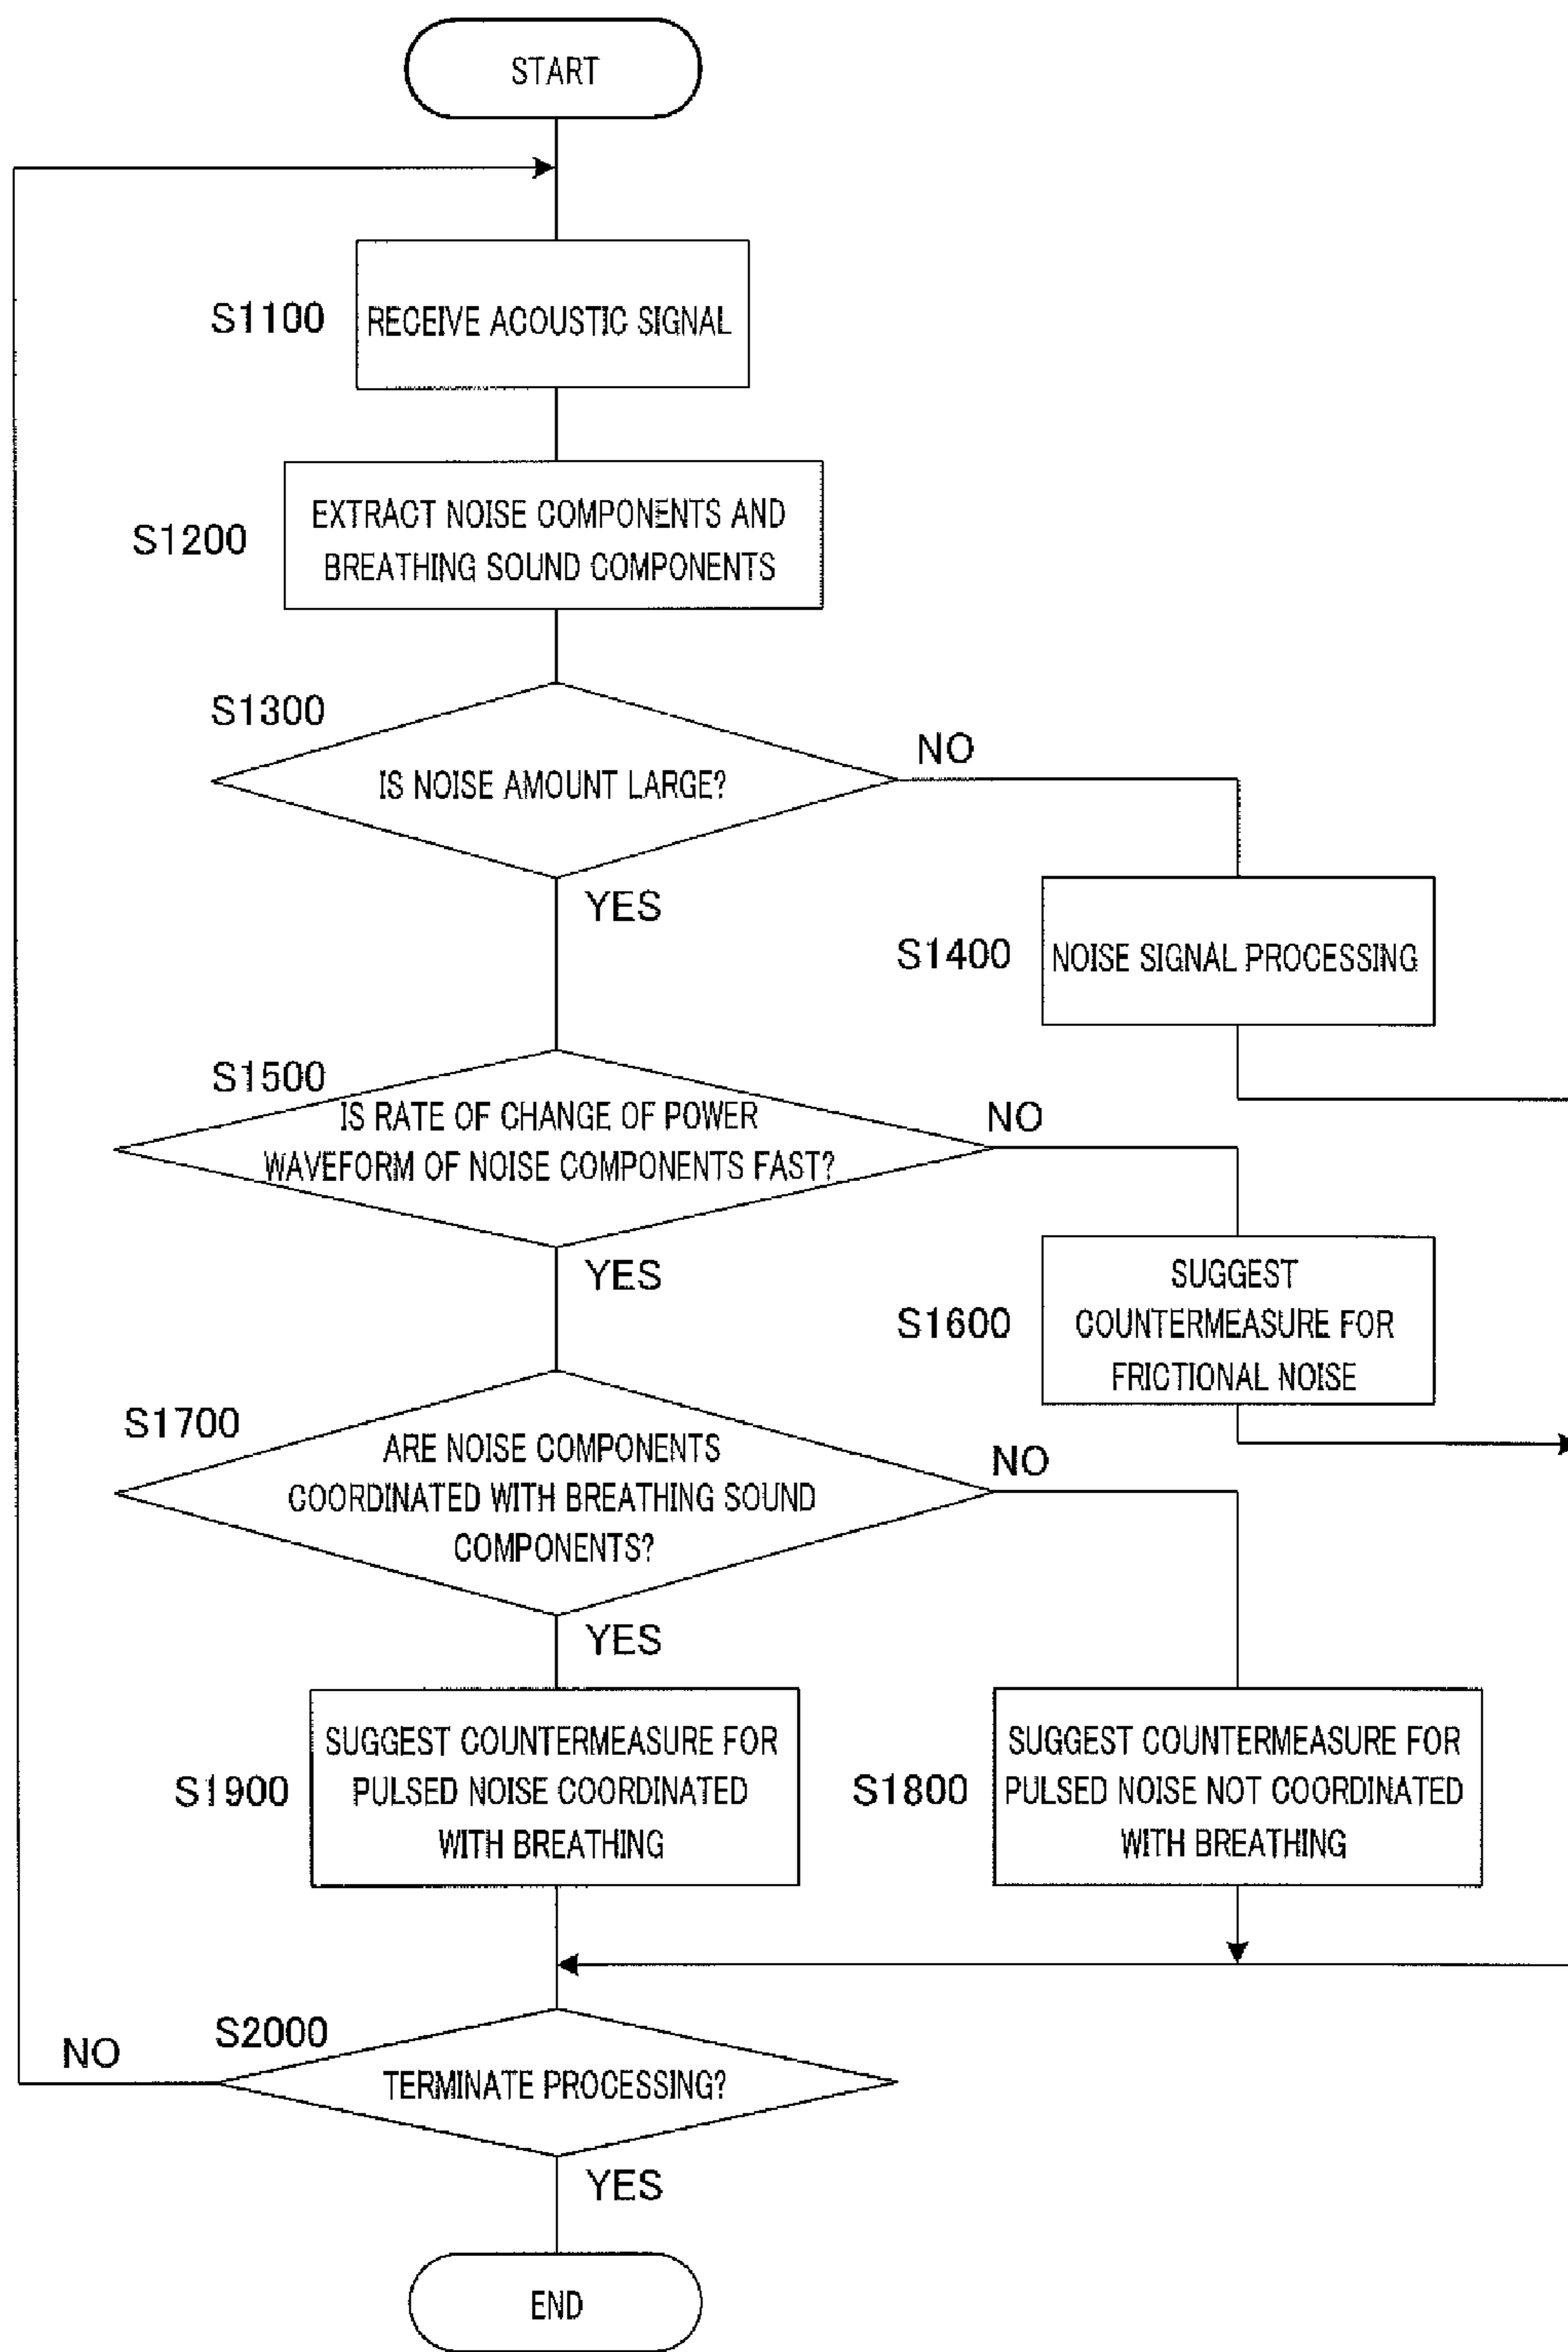 START
S1100
RECEIVE ACOUSTIC SIGNAL
S1200
EXTRACT NOISE COMPONENTS AND
BREATHING SOUND COMPONENTS
S1300
IS NOISE AMOUNT LARGE?
NO
YES
S1400
NOISE SIGNAL PROCESSING
S1500
IS RATE OF CHANGE OF POWER
WAVEFORM OF NOISE COMPONENTS FAST?
NO
YES
S1600
SUGGEST
COUNTERMEASURE FOR
FRICTIONAL NOISE
S1700
ARE NOISE COMPONENTS
COORDINATED WITH BREATHING SOUND
COMPONENTS?
NO
YES
S1900
SUGGEST COUNTERMEASURE FOR
PULSED NOISE COORDINATED
WITH BREATHING
S1800
SUGGEST COUNTERMEASURE FOR
PULSED NOISE NOT COORDINATED
WITH BREATHING
S2000
NO
TERMINATE PROCESSING?
YES
END